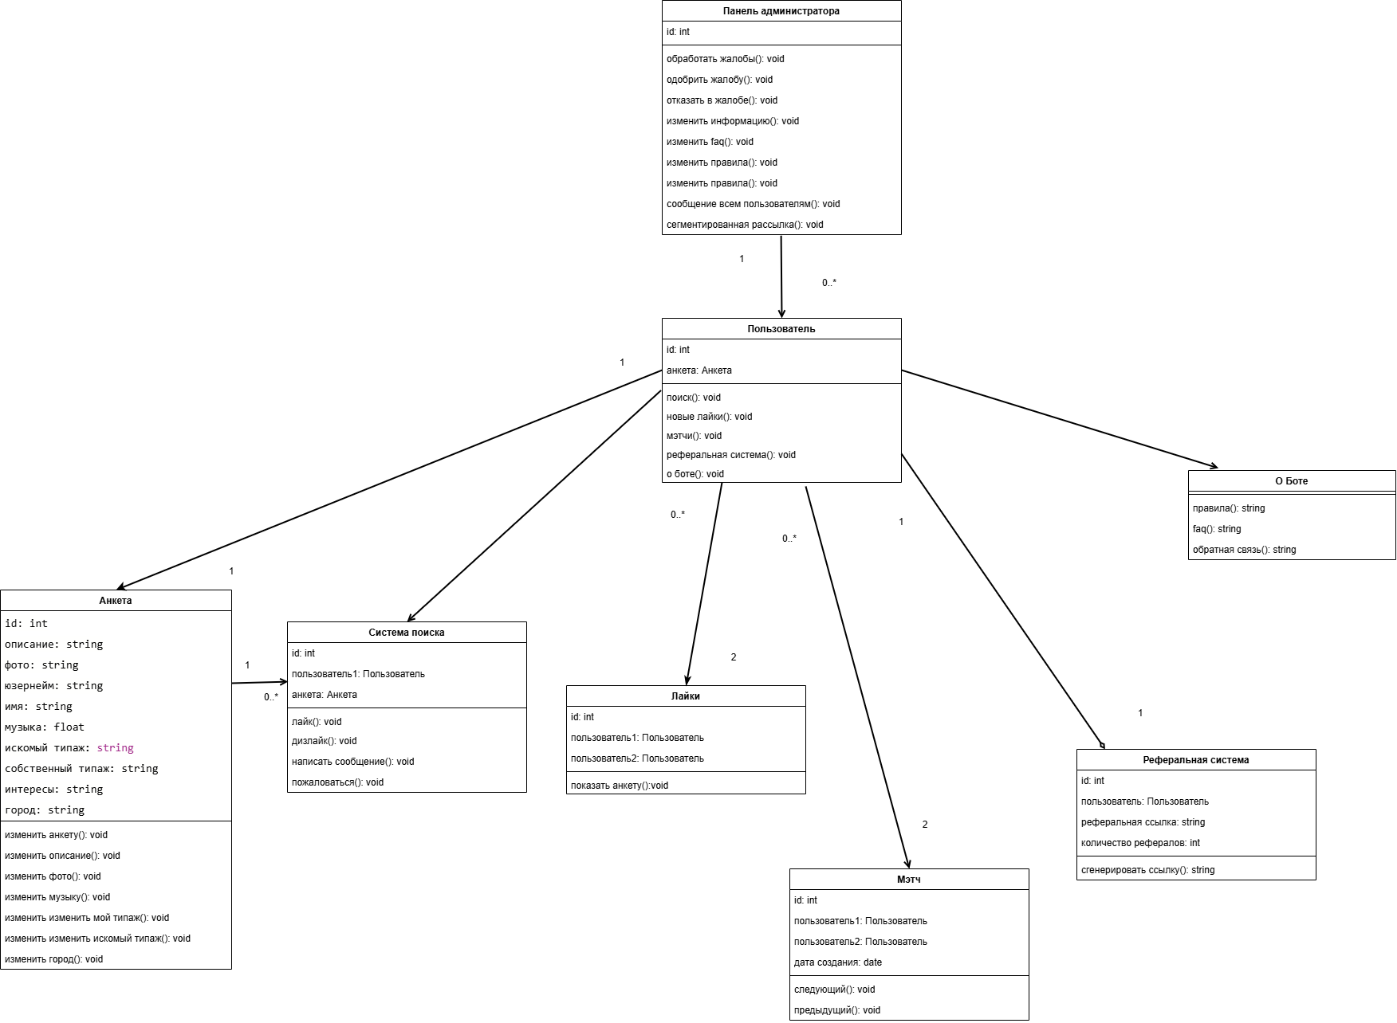 Панель администратора
id: int
обработать жалобы(): void
одобрить жалобу(): void
отказать в жалобе(): void
изменить информацию(): void
изменить faq(): void
изменить правила(): void
изменить правила(): void
сообщение всем пользователям(): void
сегментированная рассылка(): void
1
0..*
Пользователь
id: int
анкета: Анкета
поиск(): void
новые лайки(): void
мэтчи(): void
реферальная система(): void
о боте(): void
1
1
0..*
0..*
1
О Боте
правила(): string
faq(): string
обратная связь(): string
Анкета
id: int
описание: string
фото: string
юзернейм: string
имя: string
музыка: float
искомый типаж: string
собственный типаж: string
интересы: string
город: string
изменить анкету(): void
изменить описание(): void
изменить фото(): void
изменить музыку(): void
изменить изменить мой типаж(): void
изменить изменить искомый типаж(): void
изменить город(): void
1
0..*
Система поиска
id: int
пользователь1: Пользователь
анкета: Анкета
лайк(): void
дизлайк(): void
написать сообщение(): void
пожаловаться(): void
2
Лайки
id: int
пользователь1: Пользователь
пользователь2: Пользователь
показать анкету():void
2
Мэтч
id: int
пользователь1: Пользователь
пользователь2: Пользователь
дата создания: date
следующий(): void
предыдущий(): void
1
Реферальная система
id: int
пользователь: Пользователь
реферальная ссылка: string
количество рефералов: int
сгенерировать ссылку(): string